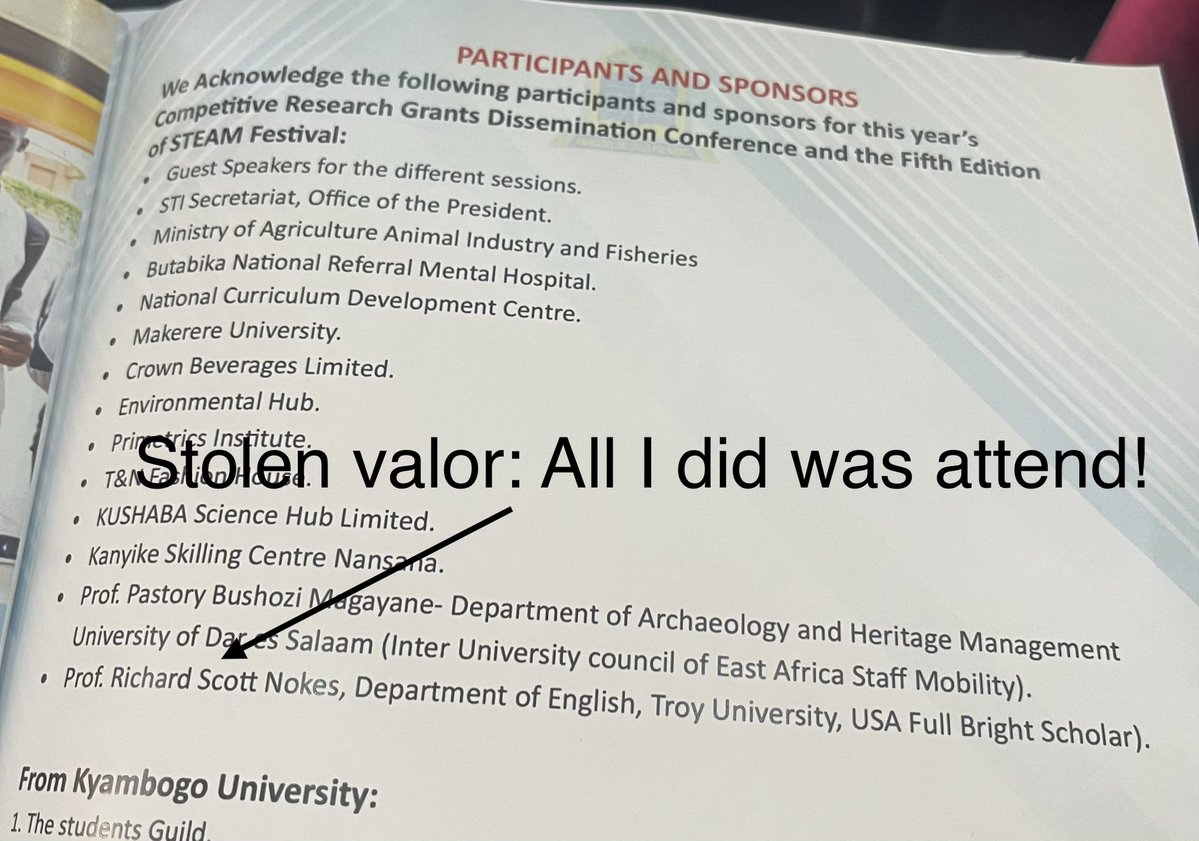 PARTICIPANTS AND SPONSORS
We Acknowledge the following participants and sponsors for this year's
Competitive Research Grants Dissemination Conference and the Fifth Edition
of STEAM Festival:
• Guest Speakers for the different sessions.
• STI Secretariat, Office of the President.
• Ministry of Agriculture Animal Industry and Fisheries
• Butabika National Referral Mental Hospital.
• National Curriculum Development Centre.
• Makerere University.
• Crown Beverages Limited.
• Environmental Hub.
• Primetrics Institute.
Stolen valor: All I did was attend!
• T&N Fashion House.
• KUSHABA Science Hub Limited.
• Kanyike Skilling Centre Nansana.
• Prof. Pastory Bushozi Magayane- Department of Archaeology and Heritage Management
University of Dar es Salaam (Inter University council of East Africa Staff Mobility).
• Prof. Richard Scott Nokes, Department of English, Troy University, USA Full Bright Scholar).
From Kyambogo University:
1. The students Guild.